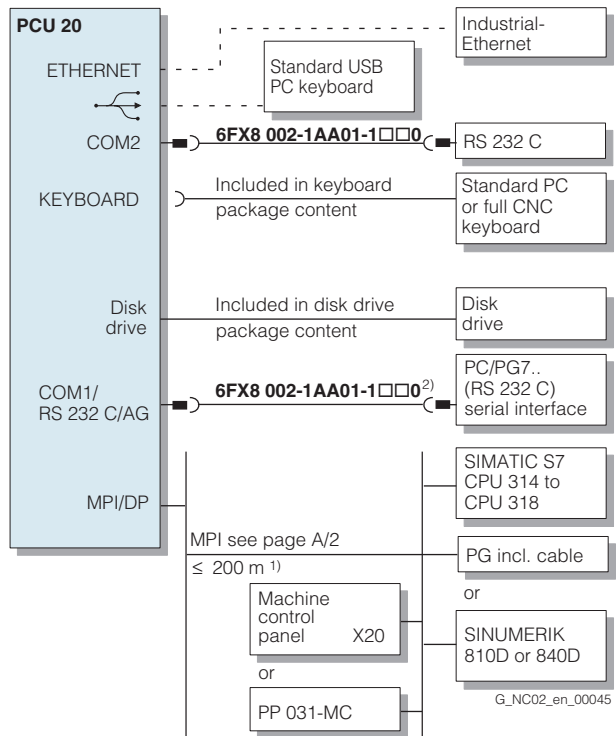 PCU 20
Industrial-
Ethernet
ETHERNET
Standard USB
PC keyboard
COM2
6FX8 002-1AA01-1□□0
RS 232 C
KEYBOARD
Included in keyboard
package content
Standard PC
or full CNC
keyboard
Disk
drive
Included in disk drive
package content
Disk
drive
COM1/
RS 232 C/AG
6FX8 002-1AA01-1□□0 2)
PC/PG7..
(RS 232 C)
serial interface
MPI/DP
SIMATIC S7
CPU 314 to
CPU 318
MPI see page A/2
≤ 200 m 1)
PG incl. cable
or
Machine
control
panel X20
SINUMERIK
810D or 840D
or
PP 031-MC
G_NC02_en_00045